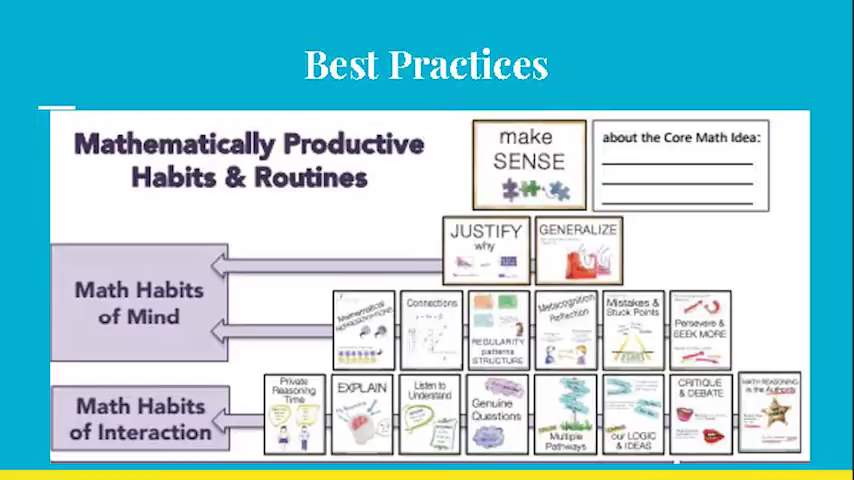 Best Practices
Mathematically Productive
Habits & Routines
make
SENSE
about the Core Math Idea:
JUSTIFY
why
GENERALIZE
Math Habits
of Mind
Mathematical
Connections
REGULARITY
patterns
STRUCTURE
Metacognition
Reflection
Mistakes &
Stuck Points
Persevere &
SEEK MORE
Math Habits
of Interaction
Private
Reasoning
Time
EXPLAIN
Listen to
Understand
Genuine
Questions
Multiple
Pathways
our LOGIC
& IDEAS
CRITIQUE
& DEBATE
MATH REASONING
is the Authority